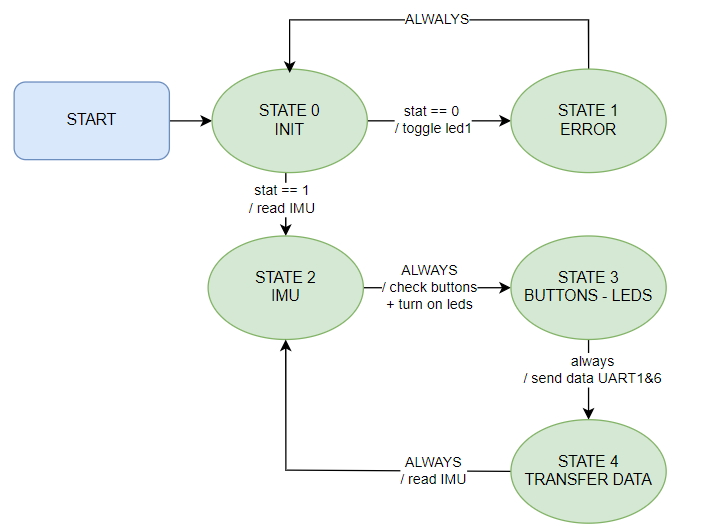 ALWALYS
START
STATE 0
INIT
stat == 0
/ toggle led1
STATE 1
ERROR
stat == 1
/ read IMU
STATE 2
IMU
ALWAYS
/ check buttons
+ turn on leds
STATE 3
BUTTONS - LEDS
always
/ send data UART1&6
STATE 4
TRANSFER DATA
ALWAYS
/ read IMU